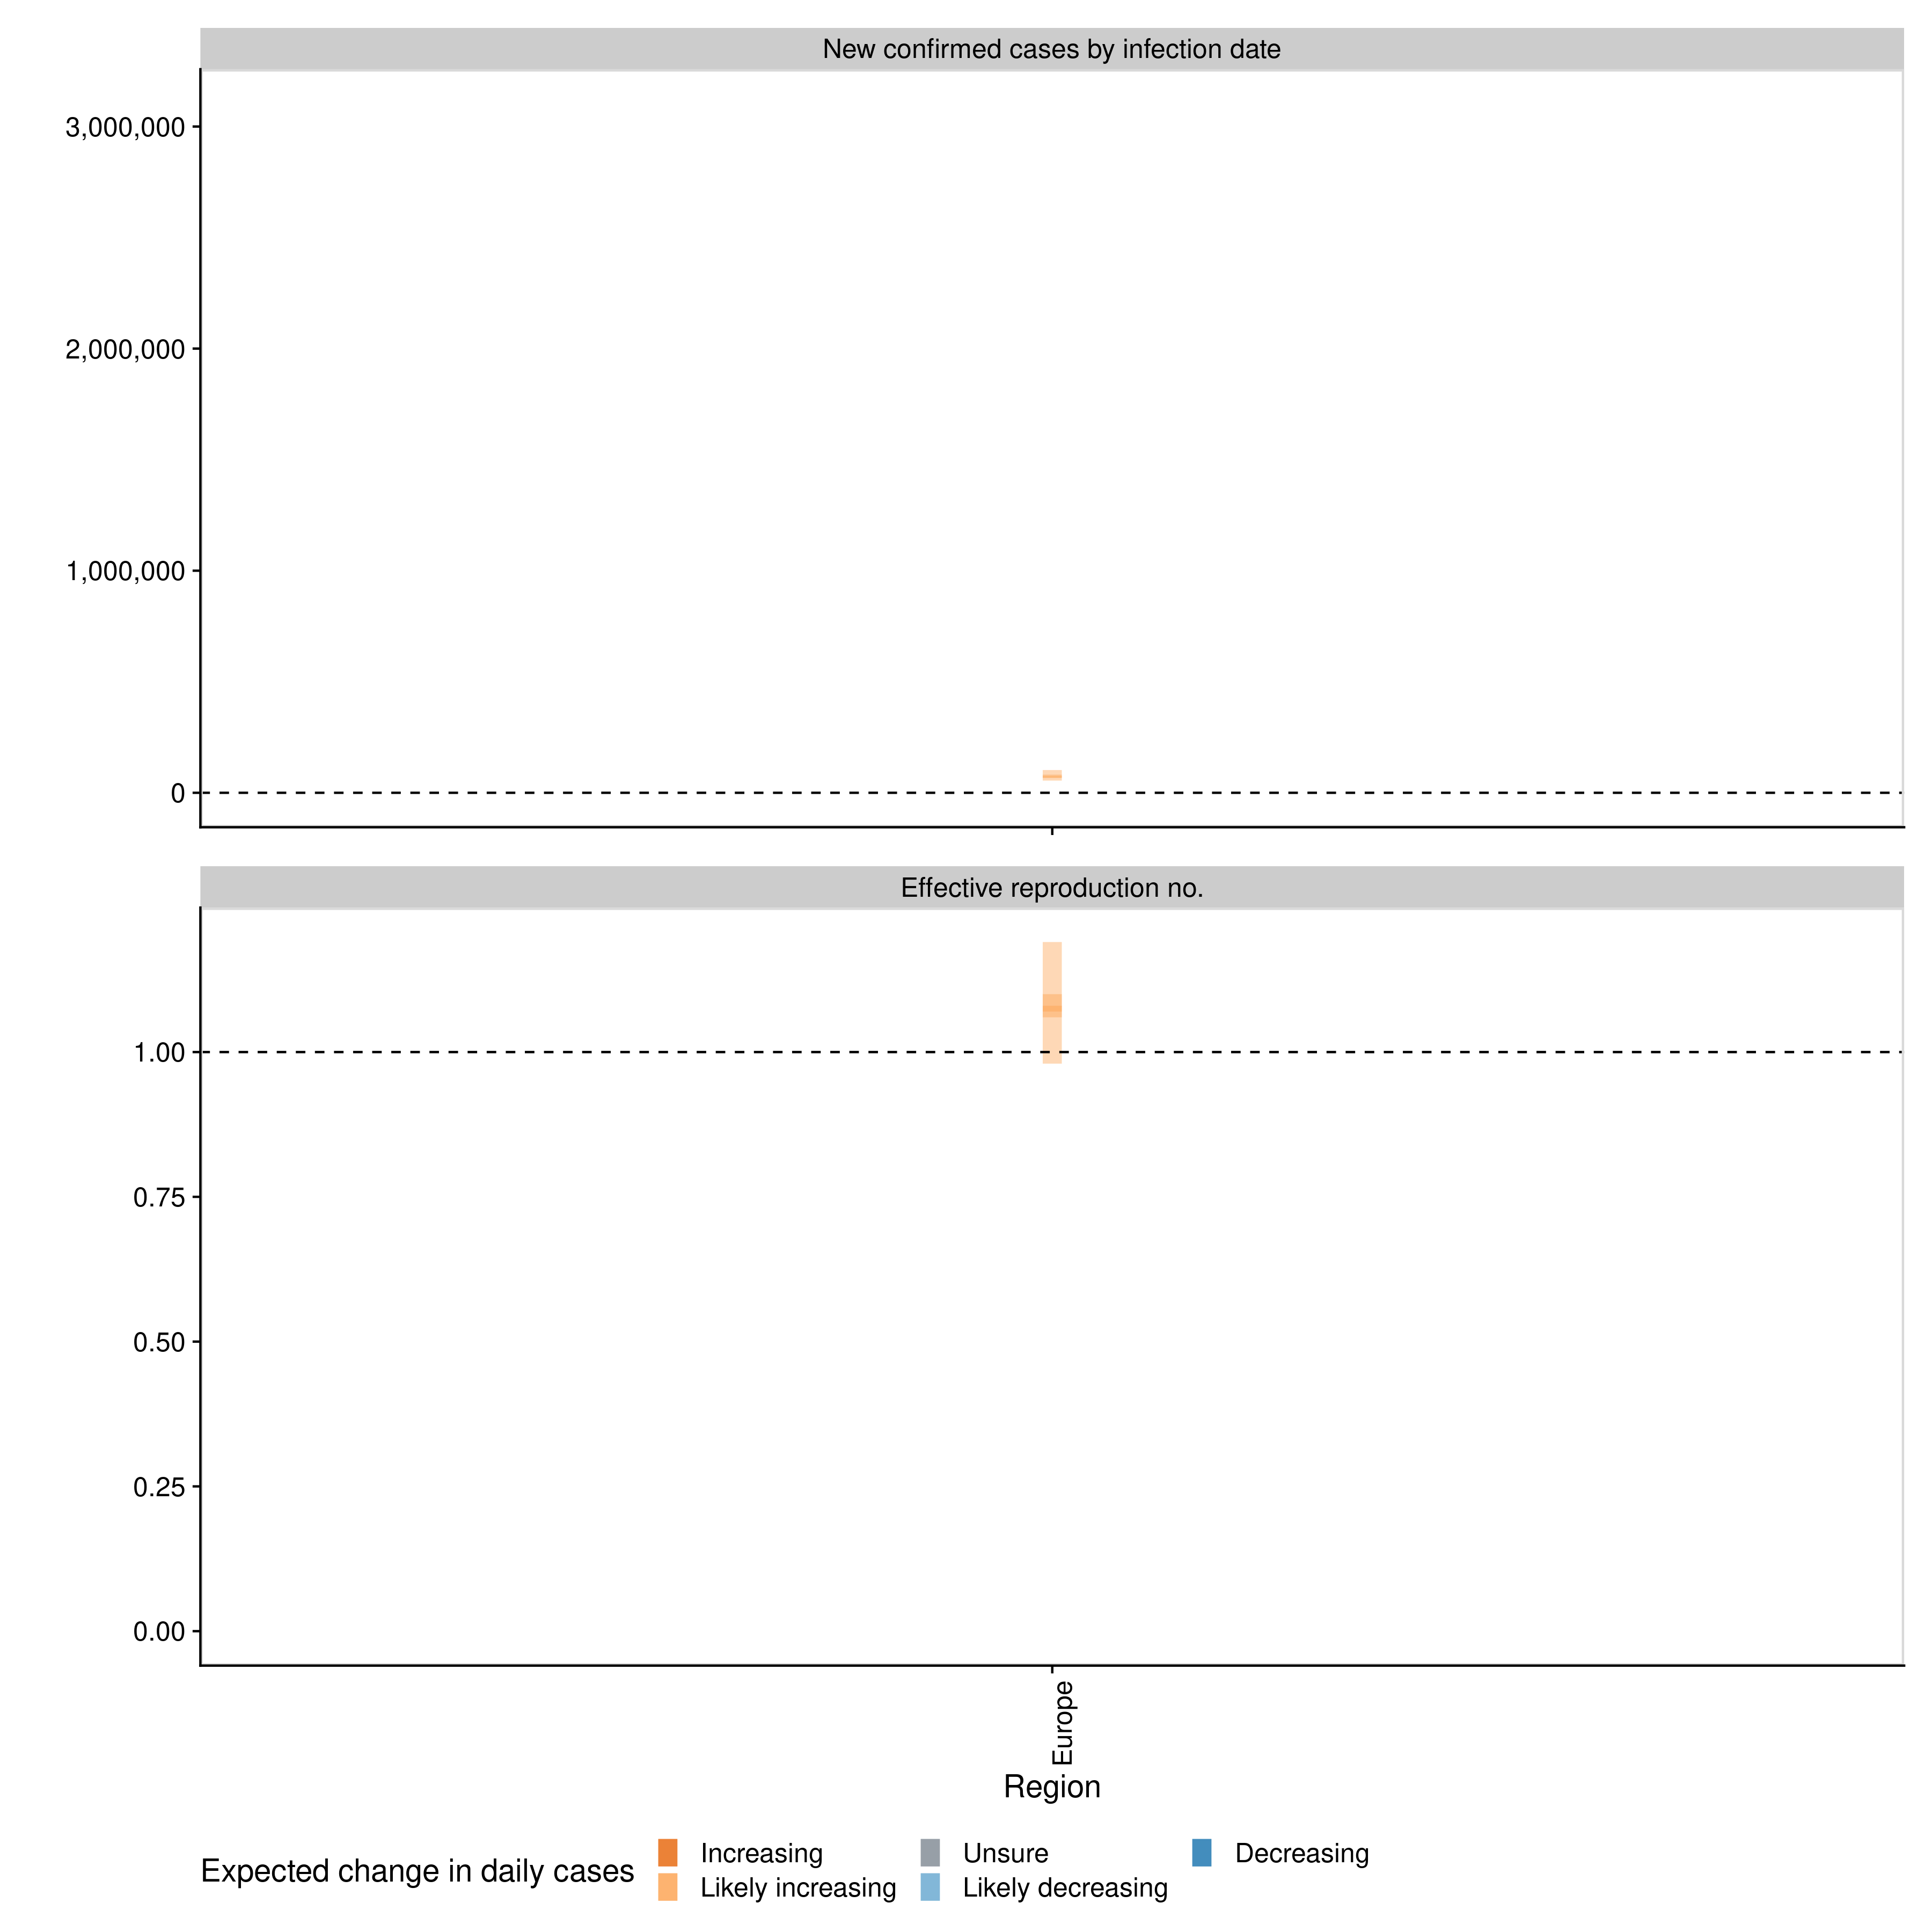 New confirmed cases by infection date
3,000,000
2,000,000
1,000,000
0
Effective reproduction no.
1.00
0.75
0.50
0.25
0.00
Europe
Region
Expected change in daily cases
Increasing
Likely increasing
Unsure
Likely decreasing
Decreasing